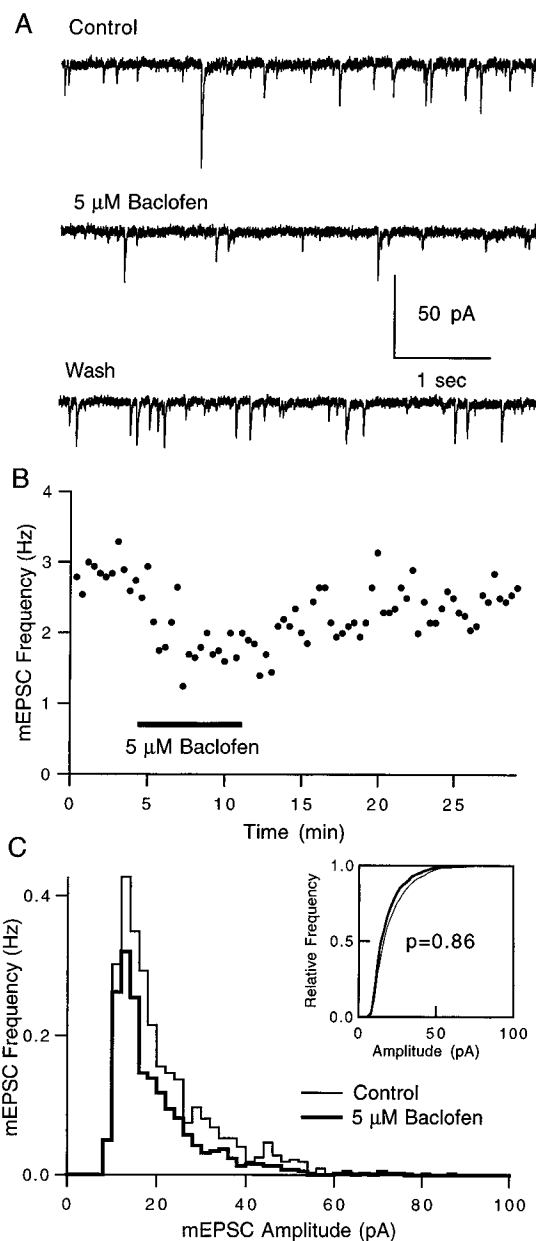 A
Control
5 μM Baclofen
50 pA
1 sec
Wash
B
mEPSC Frequency (Hz)
4
3
2
1
0
5 μM Baclofen
0 5 10 15 20 25
Time (min)
C
mEPSC Frequency (Hz)
0.4
0.2
0.0
0 20 40 60 80 100
mEPSC Amplitude (pA)
Relative Frequency
1.0
0.5
0.0
p=0.86
0 50 100
Amplitude (pA)
Control
5 μM Baclofen